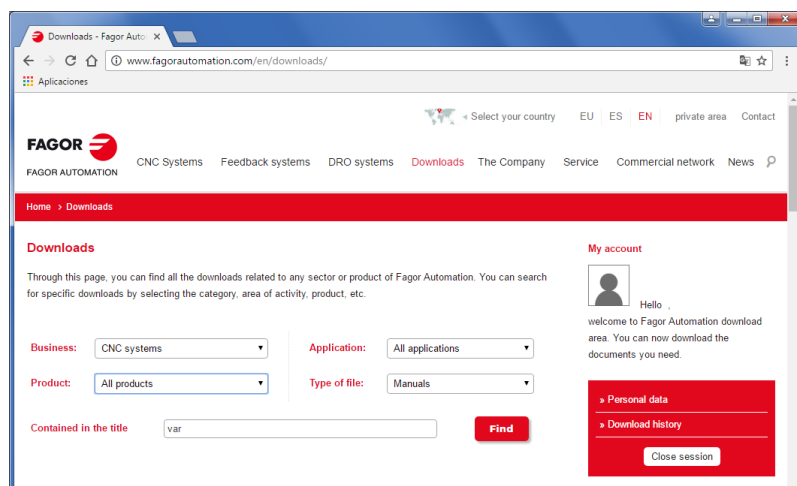 Downloads - Fagor Auto
www.fagorautomation.com/en/downloads/
Aplicaciones
Select your country EU ES EN private area Contact
FAGOR
FAGOR AUTOMATION
CNC Systems Feedback systems DRO systems Downloads The Company Service Commercial network News
Home > Downloads
Downloads
Through this page, you can find all the downloads related to any sector or product of Fagor Automation. You can search
for specific downloads by selecting the category, area of activity, product, etc.
Business: CNC systems Application: All applications
Product: All products Type of file: Manuals
Contained in the title var Find
My account
Hello ,
welcome to Fagor Automation download
area. You can now download the
documents you need.
» Personal data
» Download history
Close session